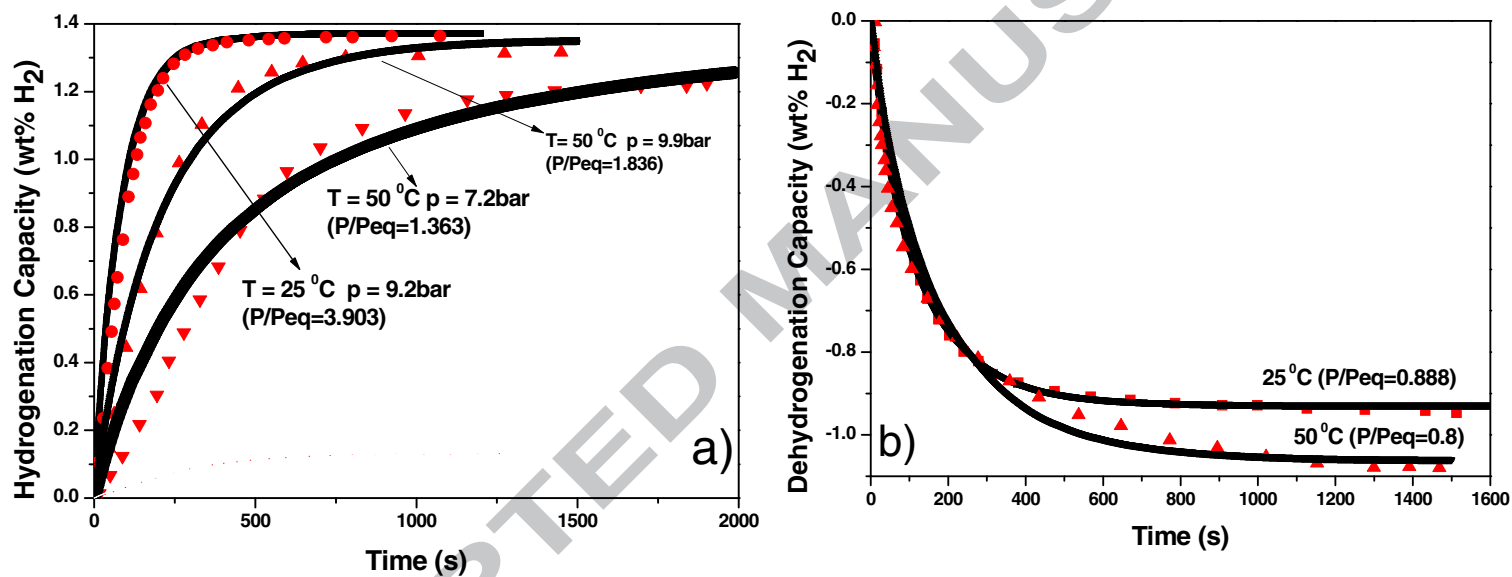 Hydrogenation Capacity (wt% H2)
1.4
1.2
1.0
0.8
0.6
0.4
0.2
0.0
0
500
1000
1500
2000
Time (s)
T= 50 ⁰C p = 9.9bar
(P/Peq=1.836)
T = 50 ⁰C p = 7.2bar
(P/Peq=1.363)
T = 25 ⁰C p = 9.2bar
(P/Peq=3.903)
a)
Dehydrogenation Capacity (wt% H2)
0.0
-0.2
-0.4
-0.6
-0.8
-1.0
0
200
400
600
800
1000
1200
1400
1600
Time (s)
25 ⁰C (P/Peq=0.888)
50 ⁰C (P/Peq=0.8)
b)
PTED MANUS